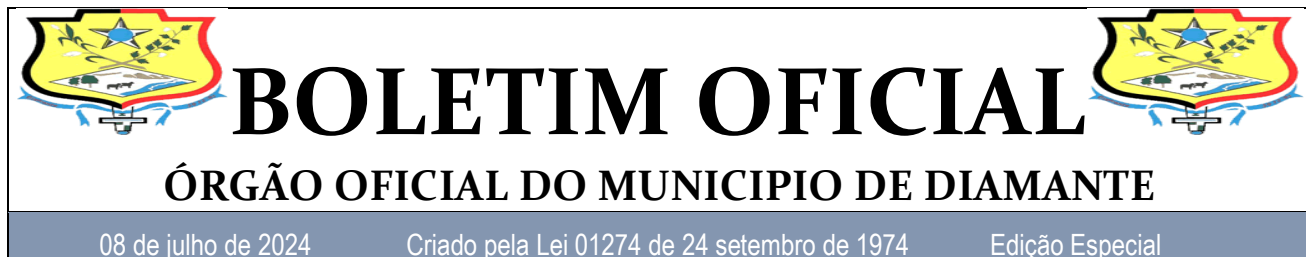 BOLETIM OFICIAL
ÓRGÃO OFICIAL DO MUNICIPIO DE DIAMANTE
08 de julho de 2024 Criado pela Lei 01274 de 24 setembro de 1974 Edição Especial